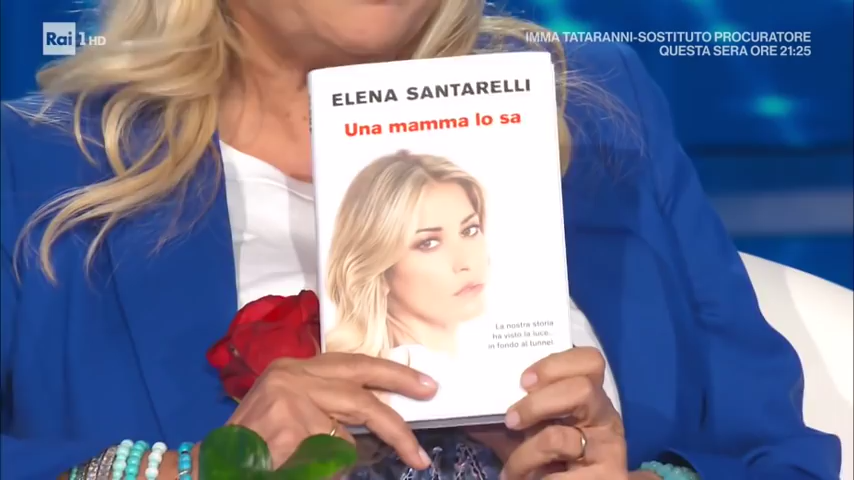 Rai 1 HD
IMMA TATARANNI-SOSTITUTO PROCURATORE
QUESTA SERA ORE 21:25
ELENA SANTARELLI
Una mamma lo sa
La nostra storia
ha visto la luce...
in fondo al tunnel